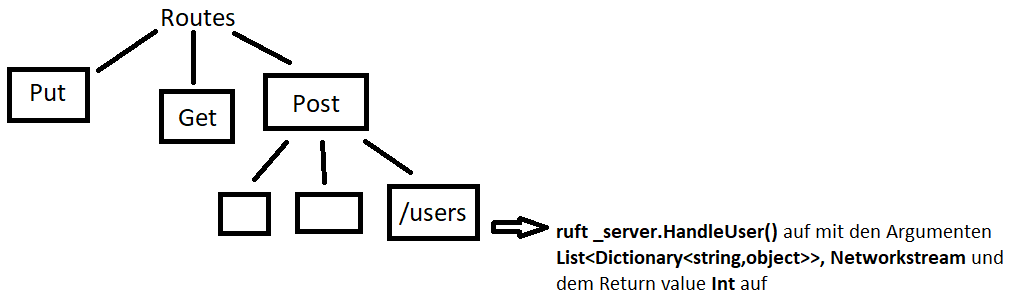 Routes
Put
Get
Post
/users
ruft _server.HandleUser() auf mit den Argumenten
List<Dictionary<string,object>>, Networkstream und
dem Return value Int auf